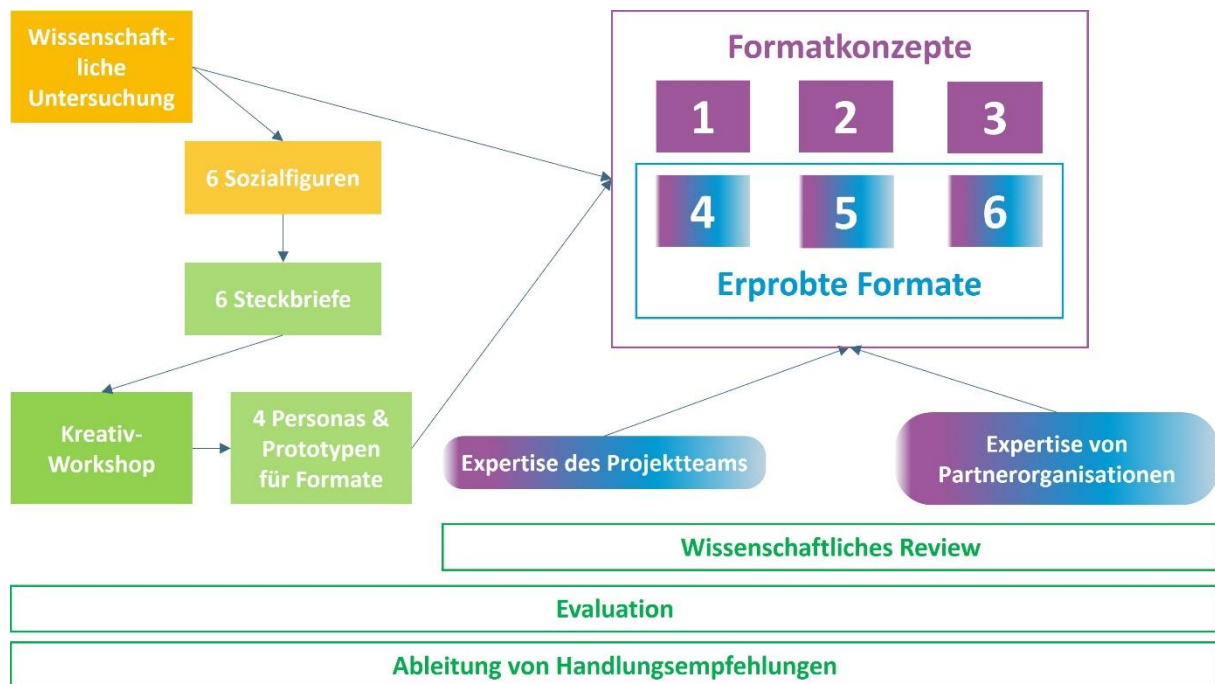 Wissenschaft-
liche
Untersuchung
6 Sozialfiguren
6 Steckbriefe
Kreativ-
Workshop
4 Personas &
Prototypen
für Formate
Formatkonzepte
1 2 3
4 5 6
Erprobte Formate
Expertise des Projektteams
Expertise von
Partnerorganisationen
Wissenschaftliches Review
Evaluation
Ableitung von Handlungsempfehlungen